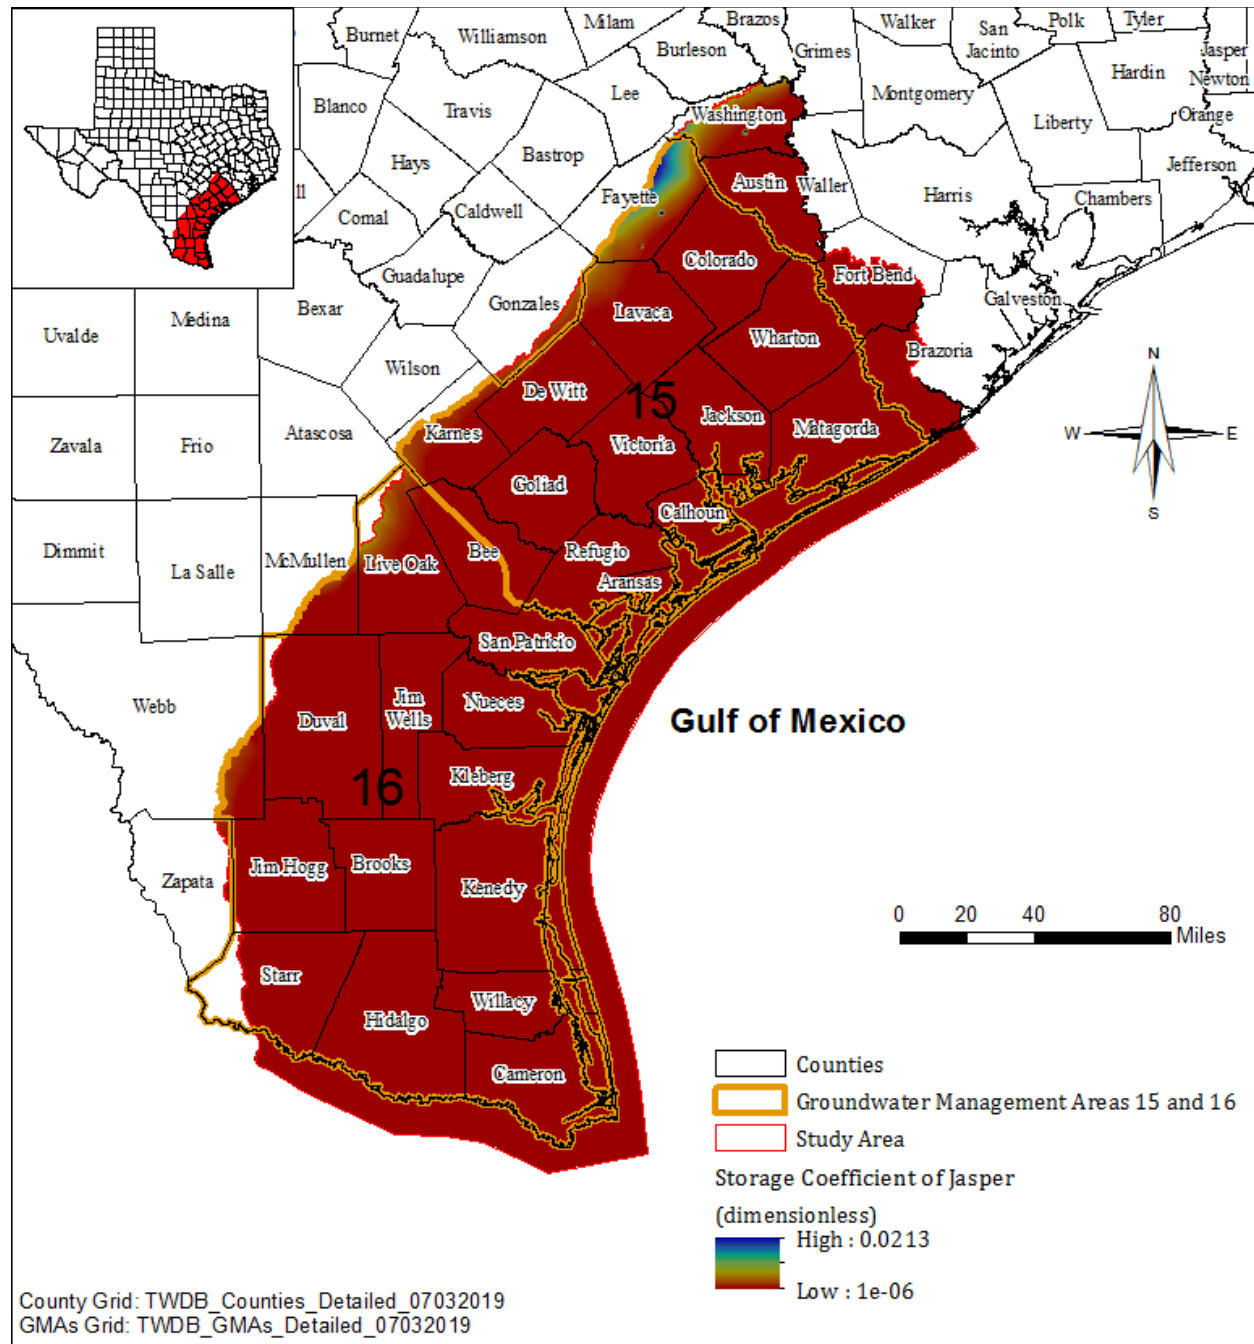 Burnet
Williamson
Milam
Brazos
Walker
San
Jacinto
Polk
Tyler
Jasper
Newton
Burleson
Grimes
Hardin
Blanco
Travis
Lee
Washington
Montgomery
Liberty
Orange
Hays
Bastrop
Jefferson
ll
Comal
Caldwell
Fayette
Austin
Waller
Harris
Chambers
Guadalupe
Colorado
Fort Bend
Galveston
Uvalde
Medina
Bexar
Gonzales
Lavaca
Wharton
Brazoria
Wilson
De Witt
15
Jackson
Matagorda
N
W
E
S
Zavala
Frio
Atascosa
Karnes
Victoria
Goliad
Calhoun
Dimmit
La Salle
McMullen
Live Oak
Bee
Refugio
Aransas
San Patricio
Webb
Duval
Jim
Wells
Nueces
Gulf of Mexico
16
Kleberg
Zapata
Jim Hogg
Brooks
Kenedy
0 20 40 80
Miles
Starr
Hidalgo
Willacy
Cameron
Counties
Groundwater Management Areas 15 and 16
Study Area
Storage Coefficient of Jasper
(dimensionless)
High : 0.0213
Low : 1e-06
County Grid: TWDB_Counties_Detailed_07032019
GMAs Grid: TWDB_GMAs_Detailed_07032019